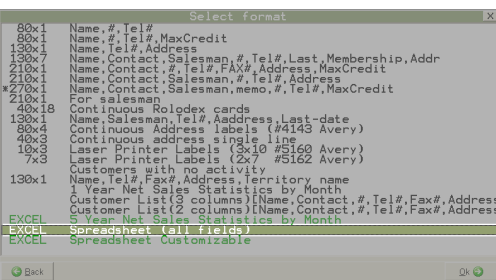 Select format
80x1 Name,#,Tel#
80x1 Name,#,Tel#,MaxCredit
130x1 Name,Tel#,Address
130x7 Name,Contact,Salesman,#,Tel#,Last,Membership,Addr
210x1 Name,Contact,#,Tel#,FAX#,Address,MaxCredit
210x1 Name,Contact,Salesman,#,Tel#,Address
*270x1 Name,Contact,Salesman,memo,#,Tel#,MaxCredit
210x1 For salesman
40x18 Continuous Rolodex cards
130x1 Name,Salesman,Tel#,Aaddress,Last-date
80x4 Continuous Address labels (#4143 Avery)
40x3 Continuous address single line
10x3 Laser Printer Labels (3x10 #5160 Avery)
7x3 Laser Printer Labels (2x7 #5162 Avery)
Customers with no activity
130x1 Name,Tel#,Fax#,Address,Territory name
1 Year Net Sales Statistics by Month
Customer List(3 columns)[Name,Contact,#,Tel#,Fax#,Address
Customer List(2 columns)[Name,Contact,#,Tel#,Fax#,Address
EXCEL 5 Year Net Sales Statistics by Month
EXCEL Spreadsheet (all fields)
EXCEL Spreadsheet Customizable
Back Ok